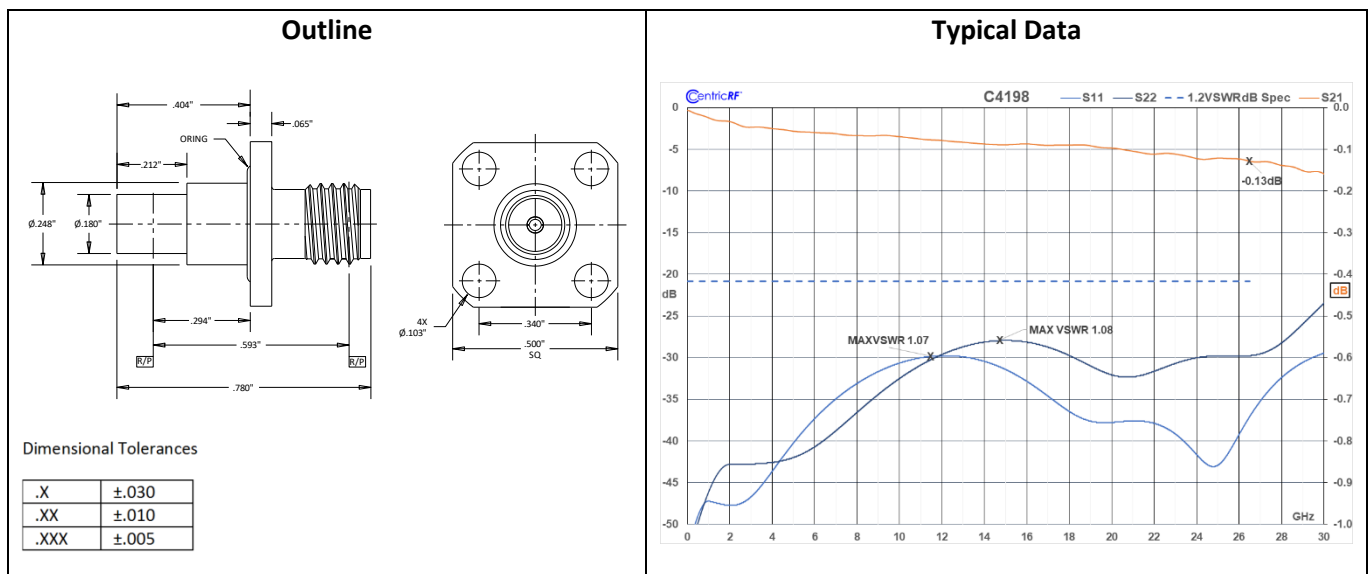 Outline
.404"
.065"
ORING
.212"
Ø.248"
Ø.180"
.294"
R/P
.593"
R/P
.780"
4X
Ø.103"
.340"
.500"
SQ
Dimensional Tolerances
.X ±.030
.XX ±.010
.XXX ±.005
Typical Data
CentricRF™
C4198
S11
S22
1.2VSWRdB Spec
S21
0
-5
-10
-15
-20
dB
-25
-30
-35
-40
-45
-50
0.0
-0.1
-0.2
-0.3
-0.4
dB
-0.5
-0.6
-0.7
-0.8
-0.9
-1.0
X
-0.13dB
MAXVSWR 1.07
X
X
MAX VSWR 1.08
GHz
0 2 4 6 8 10 12 14 16 18 20 22 24 26 28 30